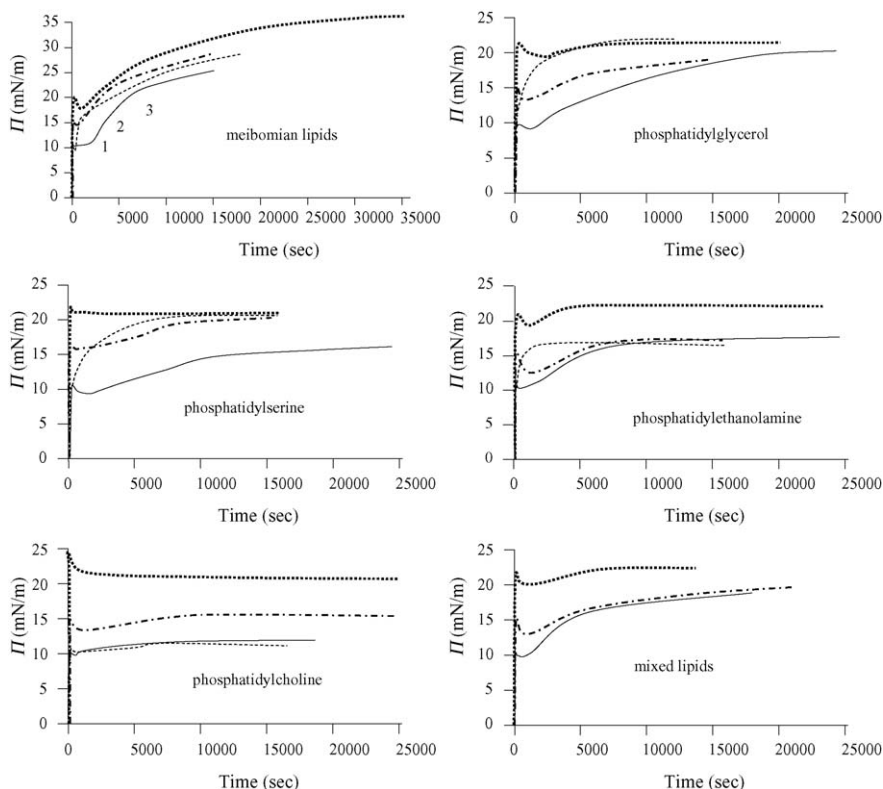 Π (mN/m)
35
30
25
20
15
10
5
0
3
2
1
meibomian lipids
0 5000 10000 15000 20000 25000 30000 35000
Time (sec)
Π (mN/m)
25
20
15
10
5
0
phosphatidylglycerol
0 5000 10000 15000 20000 25000
Time (sec)
Π (mN/m)
25
20
15
10
5
0
phosphatidylserine
0 5000 10000 15000 20000 25000
Time (sec)
Π (mN/m)
25
20
15
10
5
0
phosphatidylethanolamine
0 5000 10000 15000 20000 25000
Time (sec)
Π (mN/m)
25
20
15
10
5
0
phosphatidylcholine
0 5000 10000 15000 20000 25000
Time (sec)
Π (mN/m)
25
20
15
10
5
0
mixed lipids
0 5000 10000 15000 20000 25000
Time (sec)